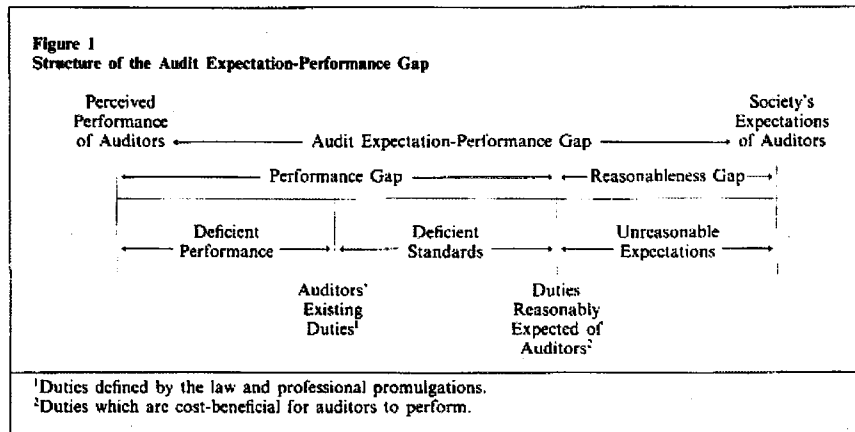 Figure 1
Structure of the Audit Expectation-Performance Gap
Perceived
Performance
of Auditors
Audit Expectation-Performance Gap
Society's
Expectations
of Auditors
Performance Gap
Reasonableness Gap
Deficient
Performance
Deficient
Standards
Unreasonable
Expectations
Auditors'
Existing
Duties¹
Duties
Reasonably
Expected of
Auditors²
¹Duties defined by the law and professional promulgations.
²Duties which are cost-beneficial for auditors to perform.